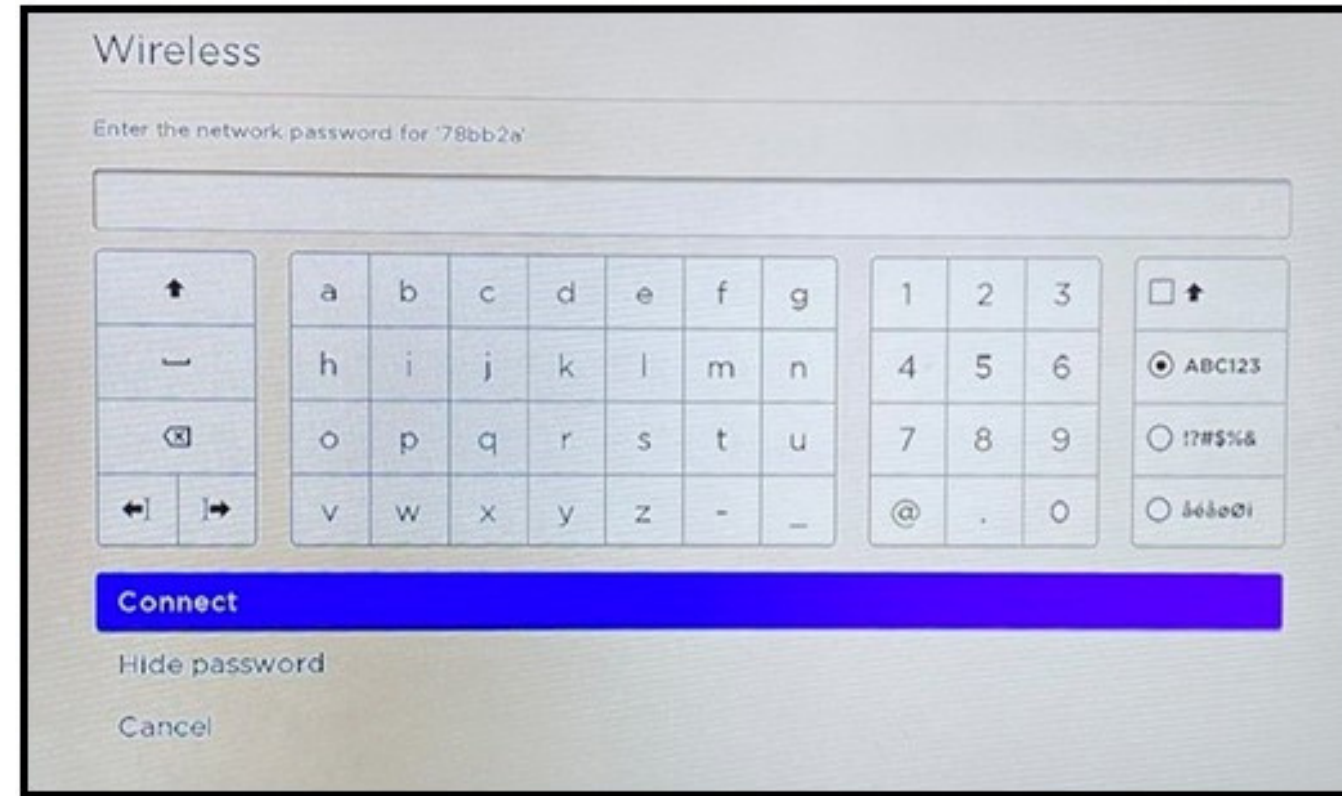 Wireless
Enter the network password for '78bb2a'
a b c d e f g 1 2 3
h i j k l m n 4 5 6 ABC123
o p q r s t u 7 8 9 !?#$%&
v w x y z - _ @ . 0
Connect
Hide password
Cancel